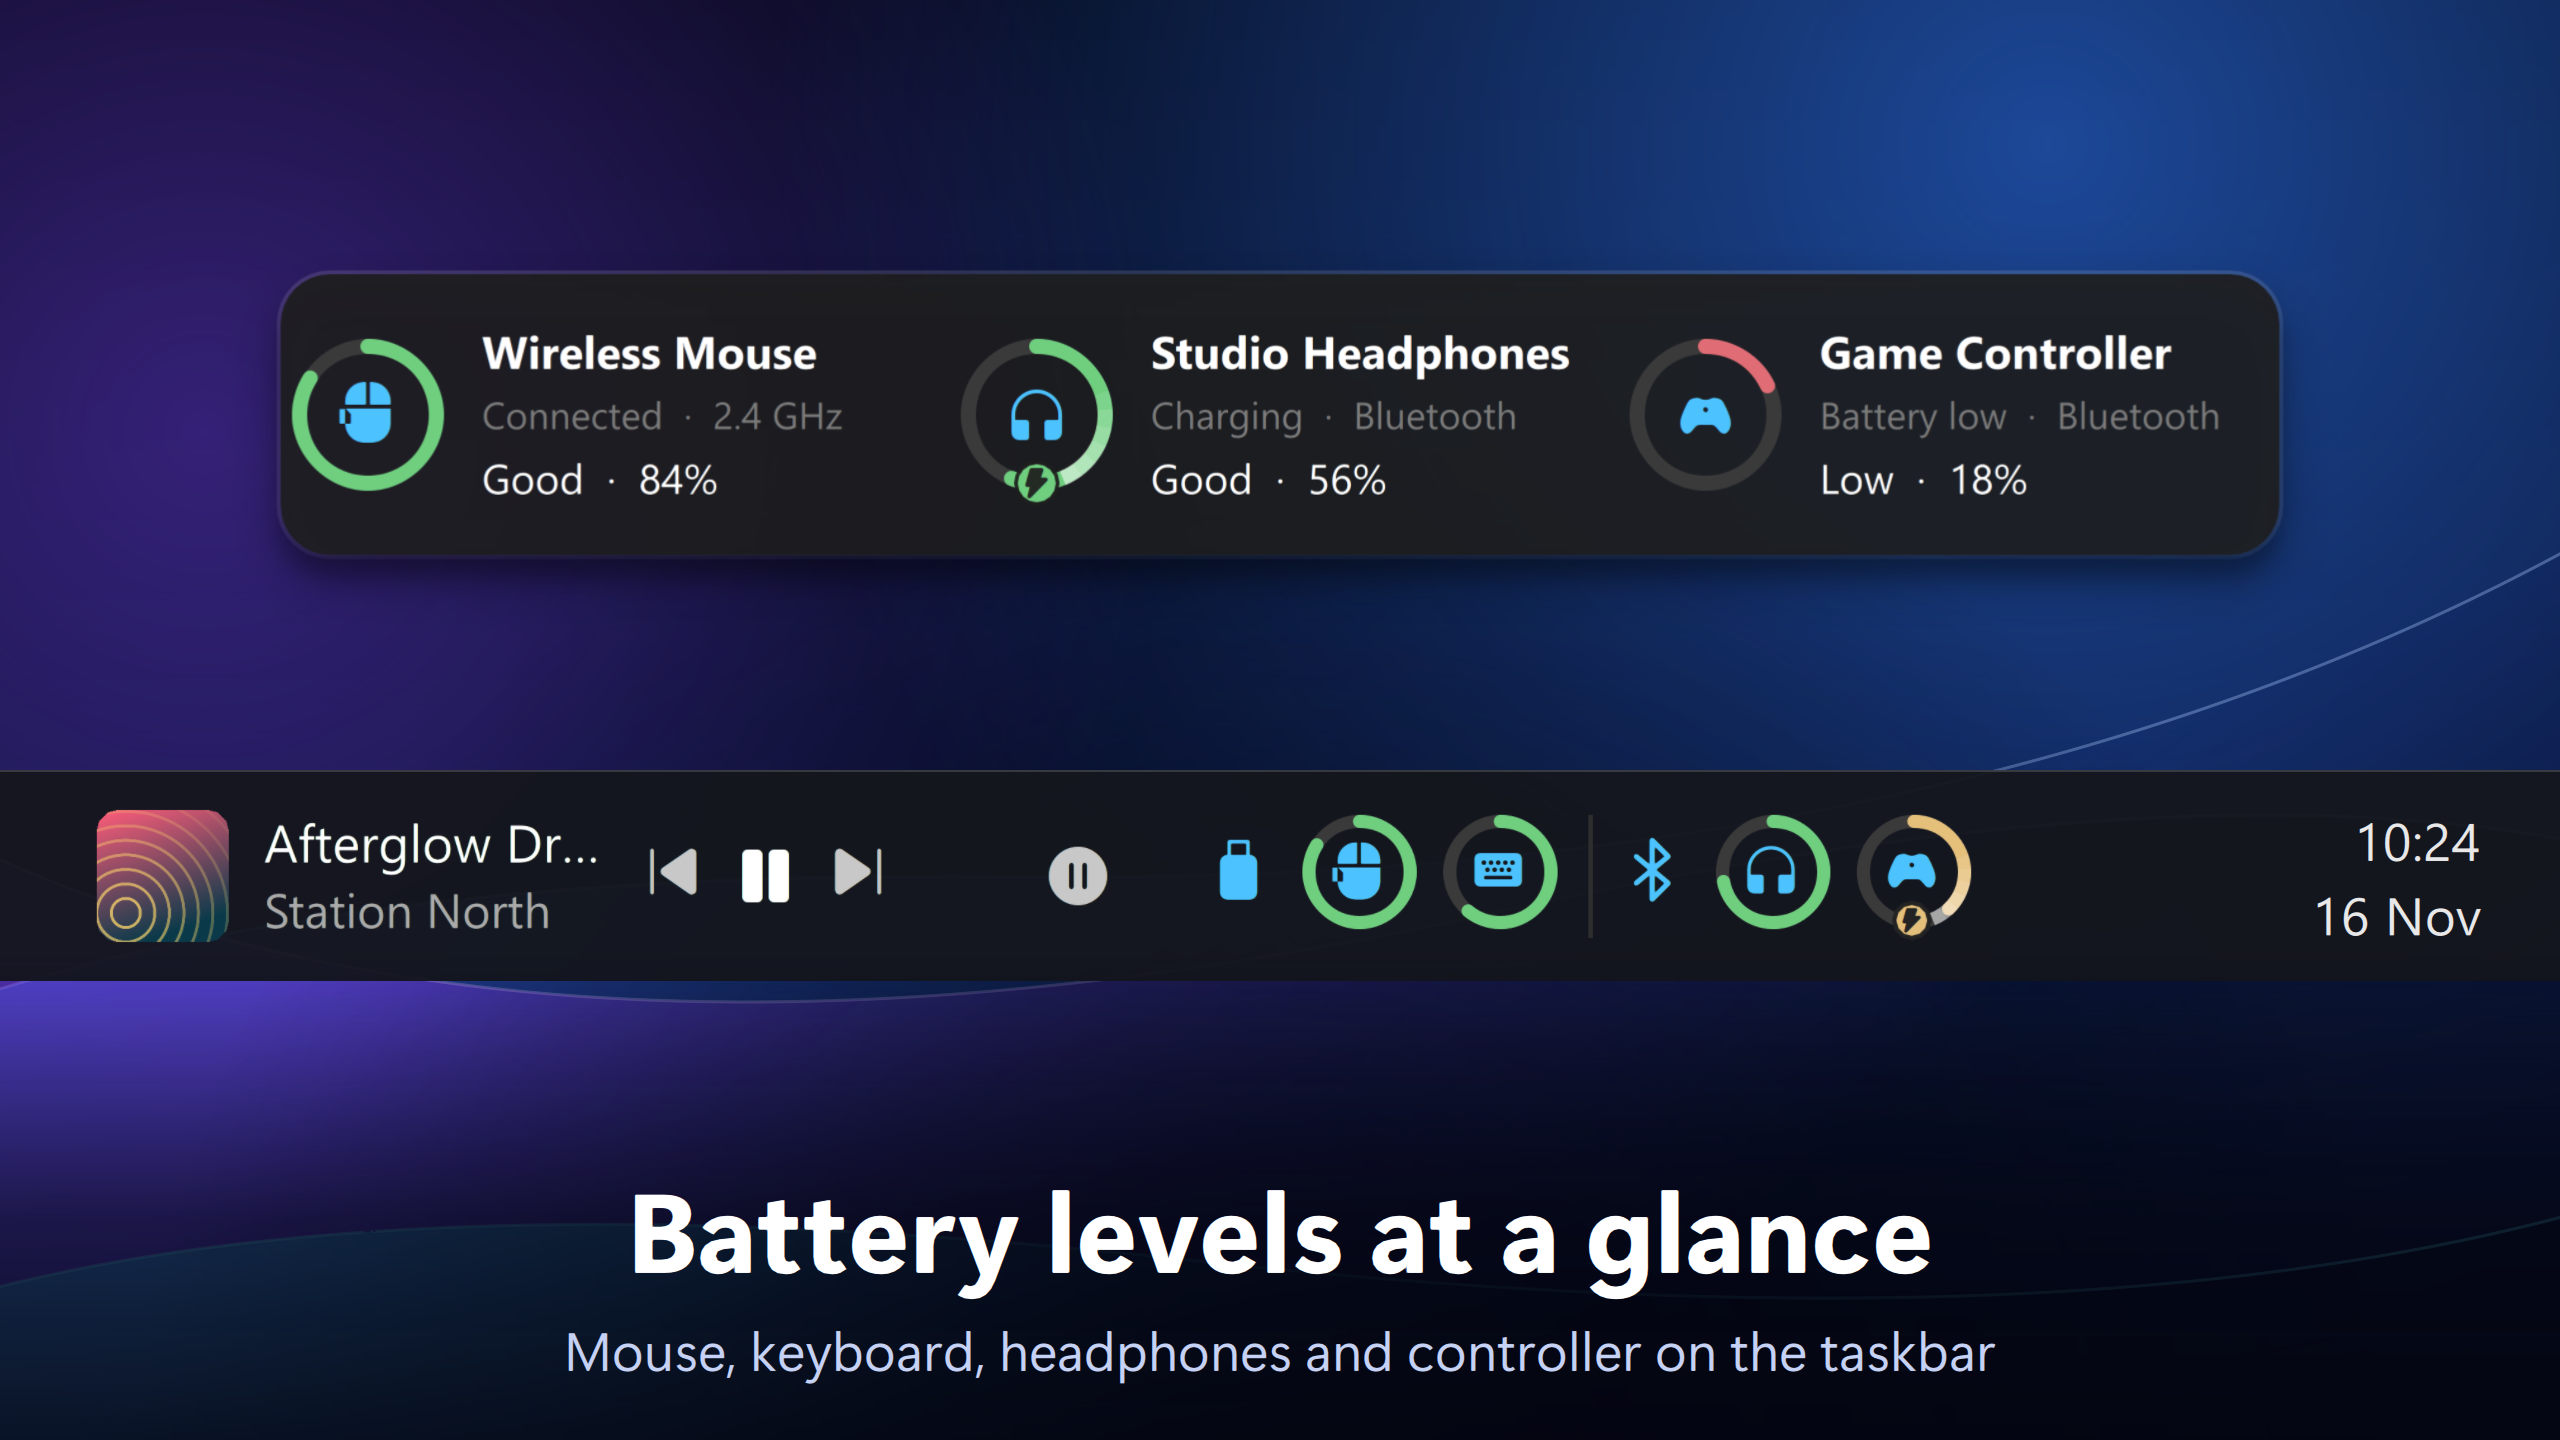 Wireless Mouse
Connected · 2.4 GHz
Good · 84%
Studio Headphones
Charging · Bluetooth
Good · 56%
Game Controller
Battery low · Bluetooth
Low · 18%
Afterglow Dr...
Station North
10:24
16 Nov
Battery levels at a glance
Mouse, keyboard, headphones and controller on the taskbar